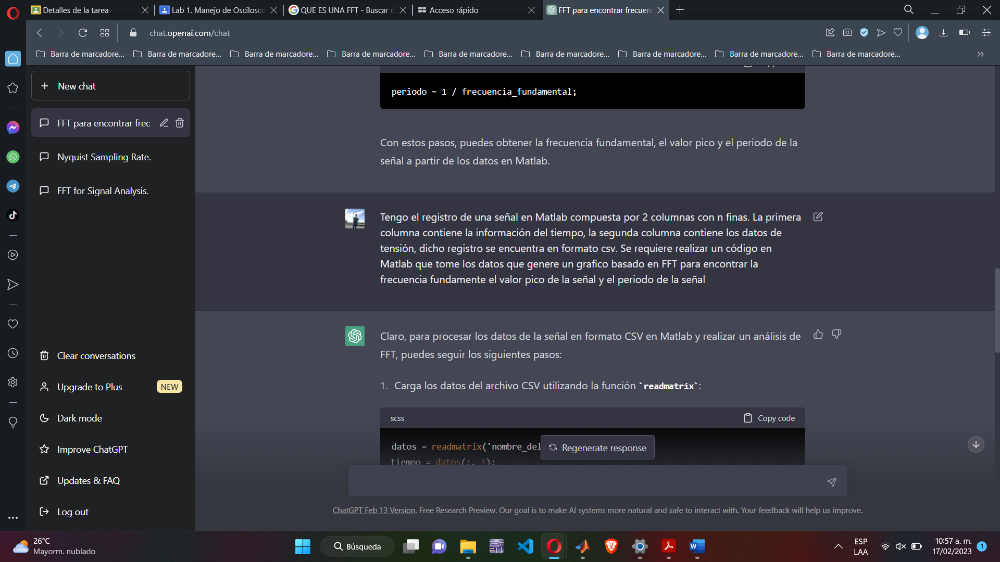 Detalles de la tarea
Lab 1. Manejo de Oscilosco
QUE ES UNA FFT - Buscar c
Acceso rápido
FFT para encontrar frecuen
chat.openai.com/chat
Barra de marcadore...
Barra de marcadore...
Barra de marcadore...
Barra de marcadore...
Barra de marcadore...
Barra de marcadore...
Barra de marcadore...
Barra de marcadore...
Barra de marcadore...
New chat
FFT para encontrar frec
Nyquist Sampling Rate.
FFT for Signal Analysis.
Clear conversations
Upgrade to Plus
NEW
Dark mode
Improve ChatGPT
Updates & FAQ
Log out
periodo = 1 / frecuencia_fundamental;
Con estos pasos, puedes obtener la frecuencia fundamental, el valor pico y el periodo de la
señal a partir de los datos en Matlab.
Tengo el registro de una señal en Matlab compuesta por 2 columnas con n finas. La primera
columna contiene la información del tiempo, la segunda columna contiene los datos de
tensión, dicho registro se encuentra en formato csv. Se requiere realizar un código en
Matlab que tome los datos que genere un grafico basado en FFT para encontrar la
frecuencia fundamente el valor pico de la señal y el periodo de la señal
Claro, para procesar los datos de la señal en formato CSV en Matlab y realizar un análisis de
FFT, puedes seguir los siguientes pasos:
1. Carga los datos del archivo CSV utilizando la función `readmatrix`:
scss
Copy code
datos = readmatrix('nombre_del
tiempo = datos(:, 1);
Regenerate response
ChatGPT Feb 13 Version. Free Research Preview. Our goal is to make AI systems more natural and safe to interact with. Your feedback will help us improve.
26°C
Mayorm. nublado
Búsqueda
ESP
LAA
10:57 a. m.
17/02/2023
1